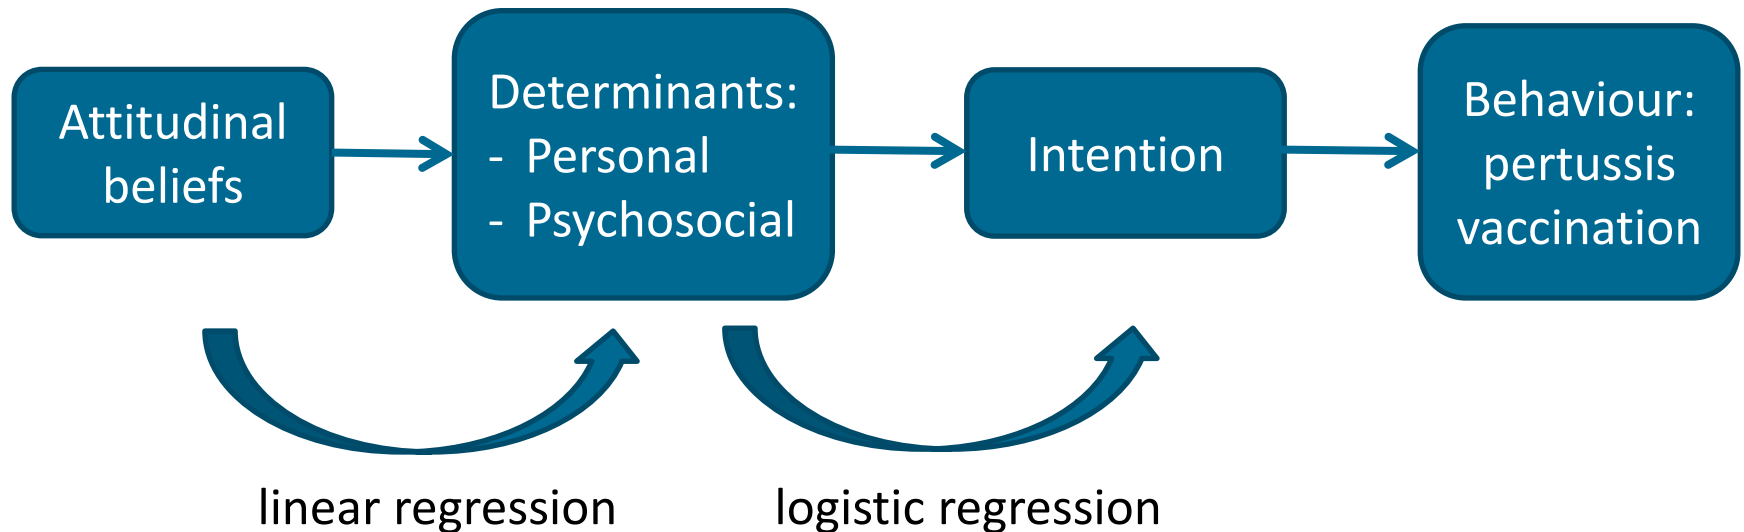 Attitudinal
beliefs
Determinants:
- Personal
- Psychosocial
Intention
Behaviour:
pertussis
vaccination
linear regression
logistic regression